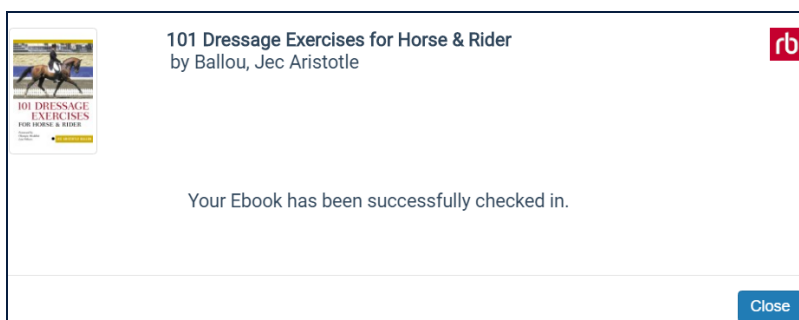 101 Dressage Exercises for Horse & Rider
rb
by Ballou, Jec Aristotle
101 DRESSAGE
EXERCISES
FOR HORSE & RIDER
Your Ebook has been successfully checked in.
Close